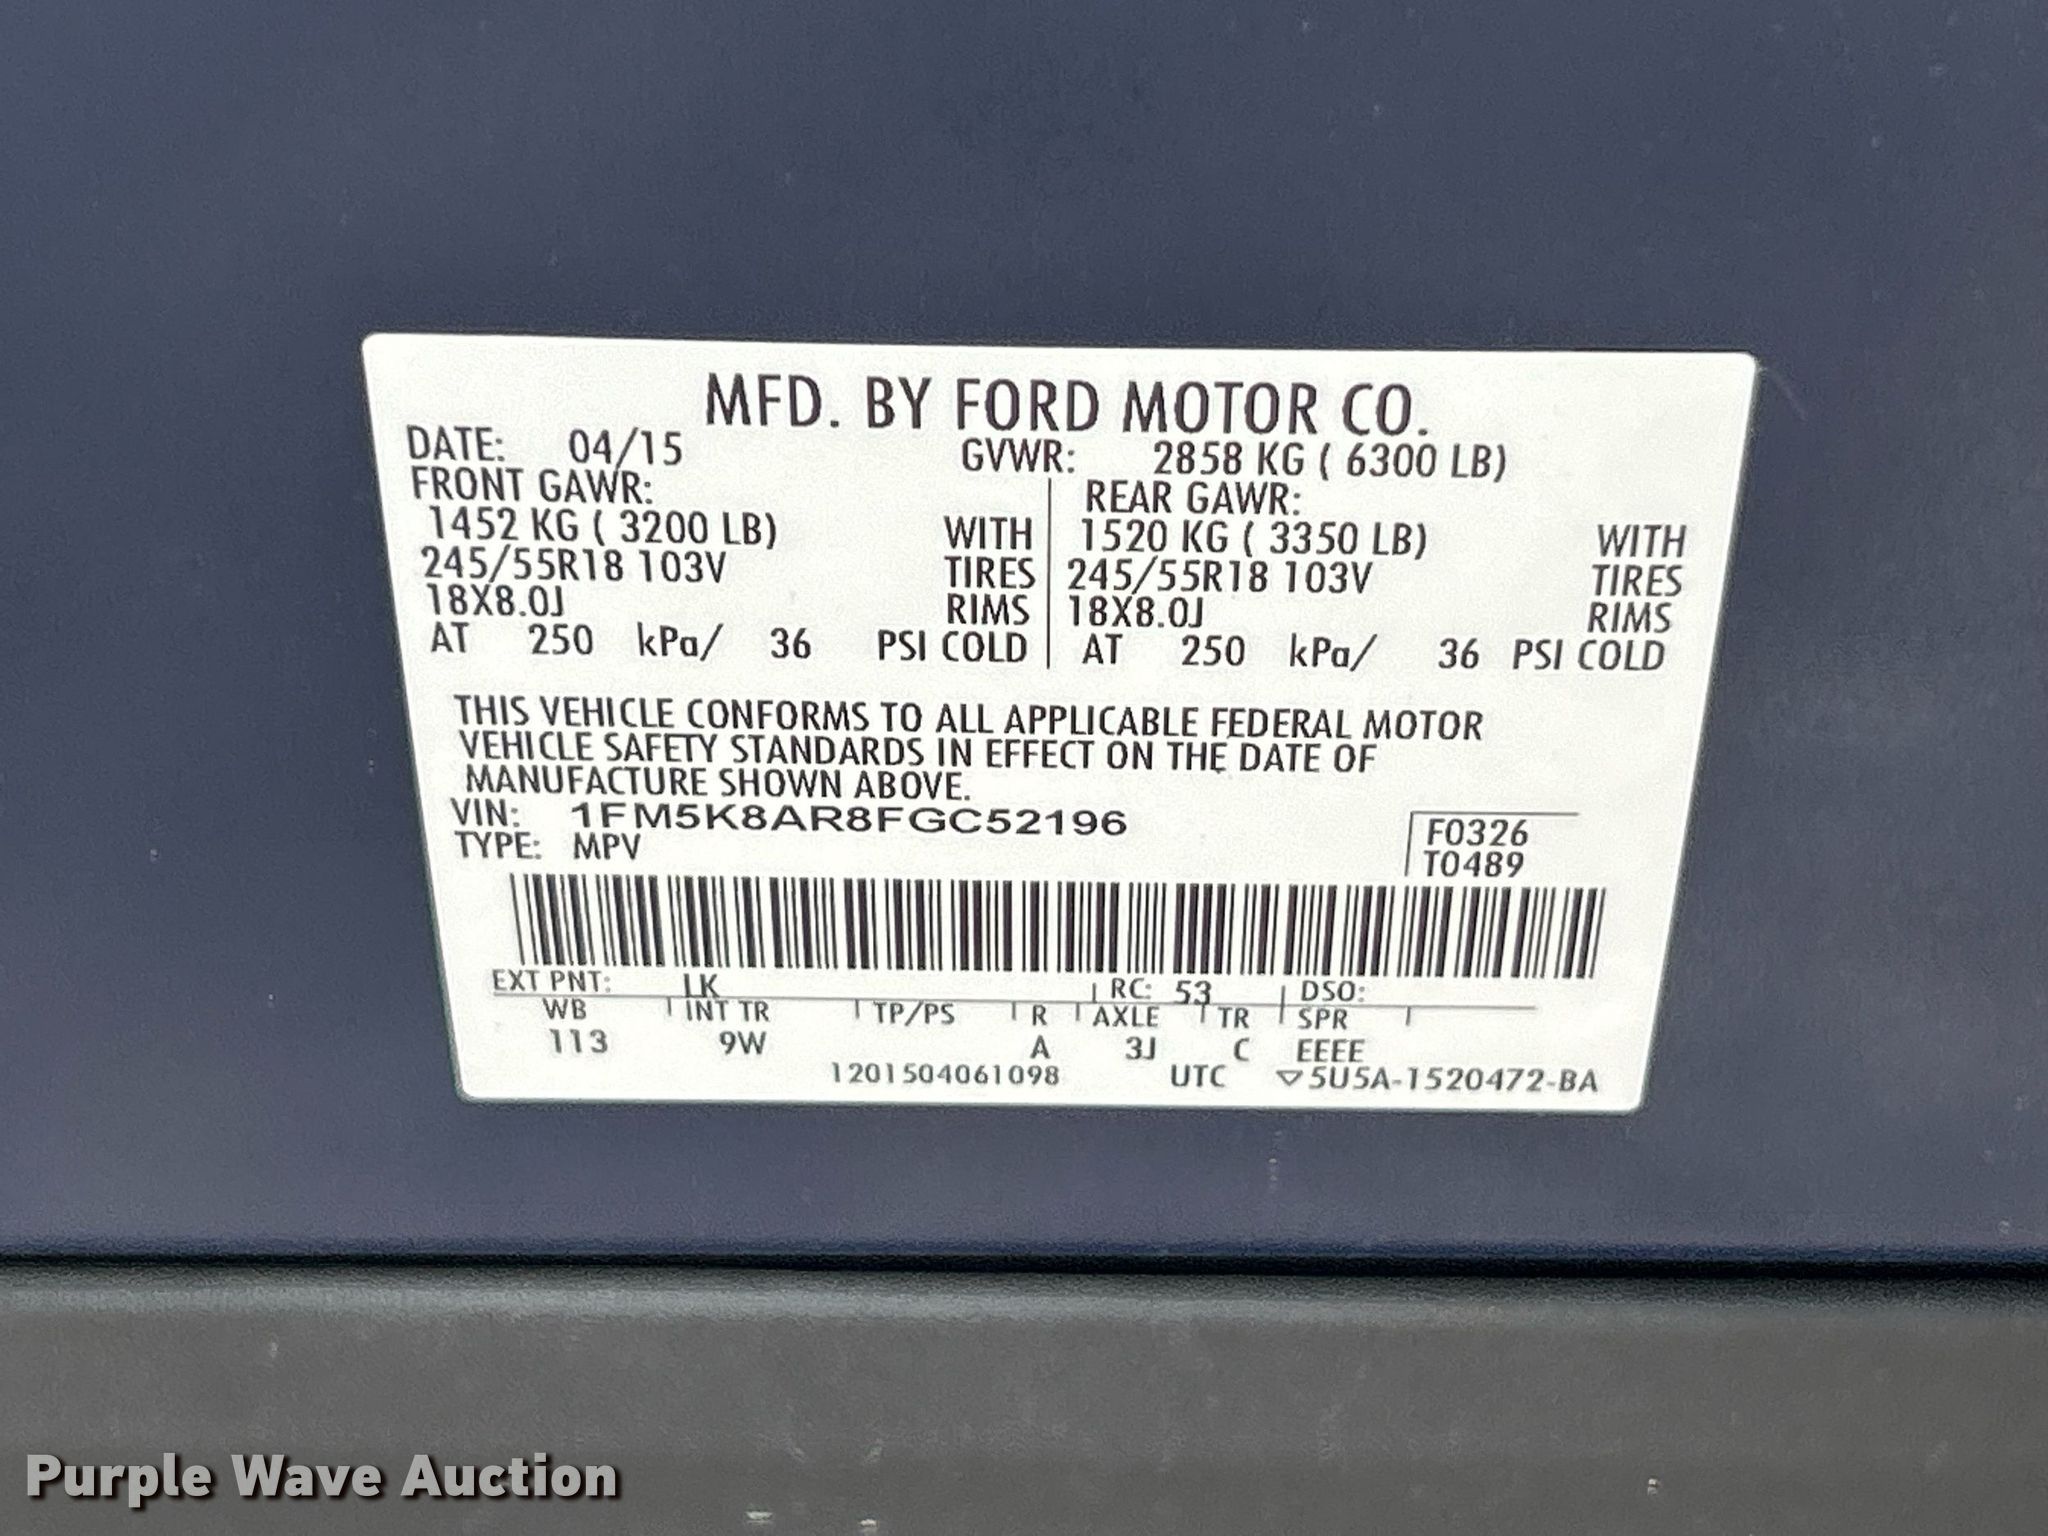 MFD. BY FORD MOTOR CO.
DATE: 04/15 GVWR: 2858 KG ( 6300 LB)
FRONT GAWR: REAR GAWR:
1452 KG ( 3200 LB) WITH 1520 KG ( 3350 LB) WITH
245/55R18 103V TIRES 245/55R18 103V TIRES
18X8.0J RIMS 18X8.0J RIMS
AT 250 kPa/ 36 PSI COLD AT 250 kPa/ 36 PSI COLD
THIS VEHICLE CONFORMS TO ALL APPLICABLE FEDERAL MOTOR
VEHICLE SAFETY STANDARDS IN EFFECT ON THE DATE OF
MANUFACTURE SHOWN ABOVE.
VIN: 1FM5K8AR8FGC52196 F0326
TYPE: MPV T0489
EXT PNT: LK RC: 53 DSO:
WB INT TR TP/PS R AXLE TR SPR
113 9W A 3J C EEEE
1201504061098 UTC ▽5U5A-1520472-BA
Purple Wave Auction